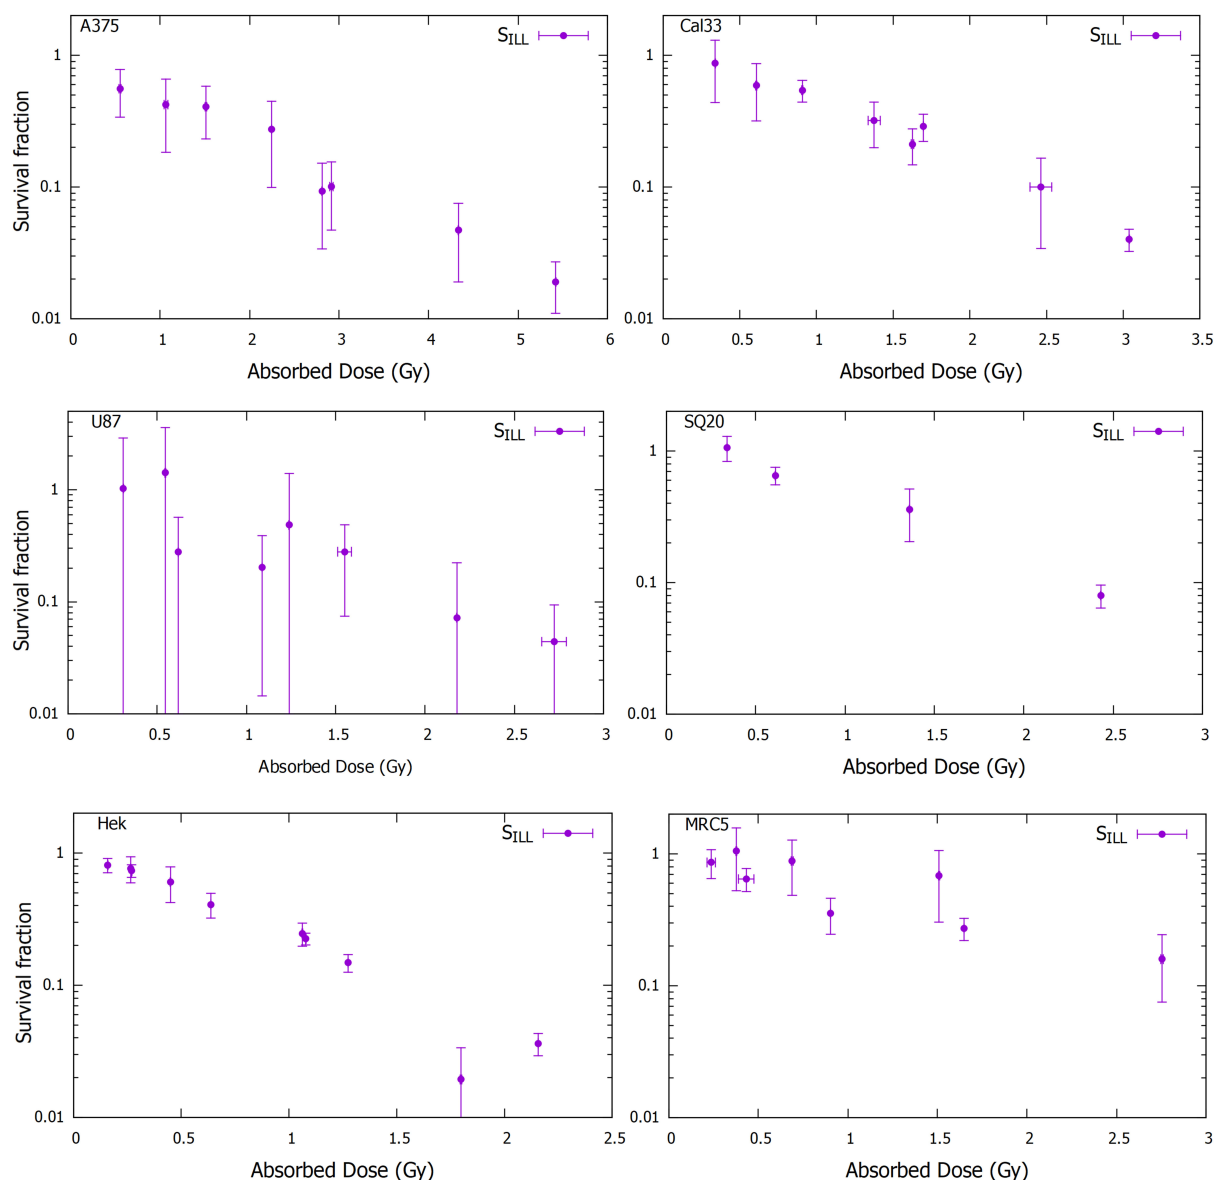 A375
S_ILL
Survival fraction
1
0.1
0.01
0 1 2 3 4 5 6
Absorbed Dose (Gy)
Cal33
S_ILL
1
0.1
0.01
0 0.5 1 1.5 2 2.5 3 3.5
Absorbed Dose (Gy)
U87
S_ILL
Survival fraction
1
0.1
0.01
0 0.5 1 1.5 2 2.5 3
Absorbed Dose (Gy)
SQ20
S_ILL
1
0.1
0.01
0 0.5 1 1.5 2 2.5 3
Absorbed Dose (Gy)
Hek
S_ILL
Survival fraction
1
0.1
0.01
0 0.5 1 1.5 2 2.5
Absorbed Dose (Gy)
MRC5
S_ILL
1
0.1
0.01
0 0.5 1 1.5 2 2.5 3
Absorbed Dose (Gy)